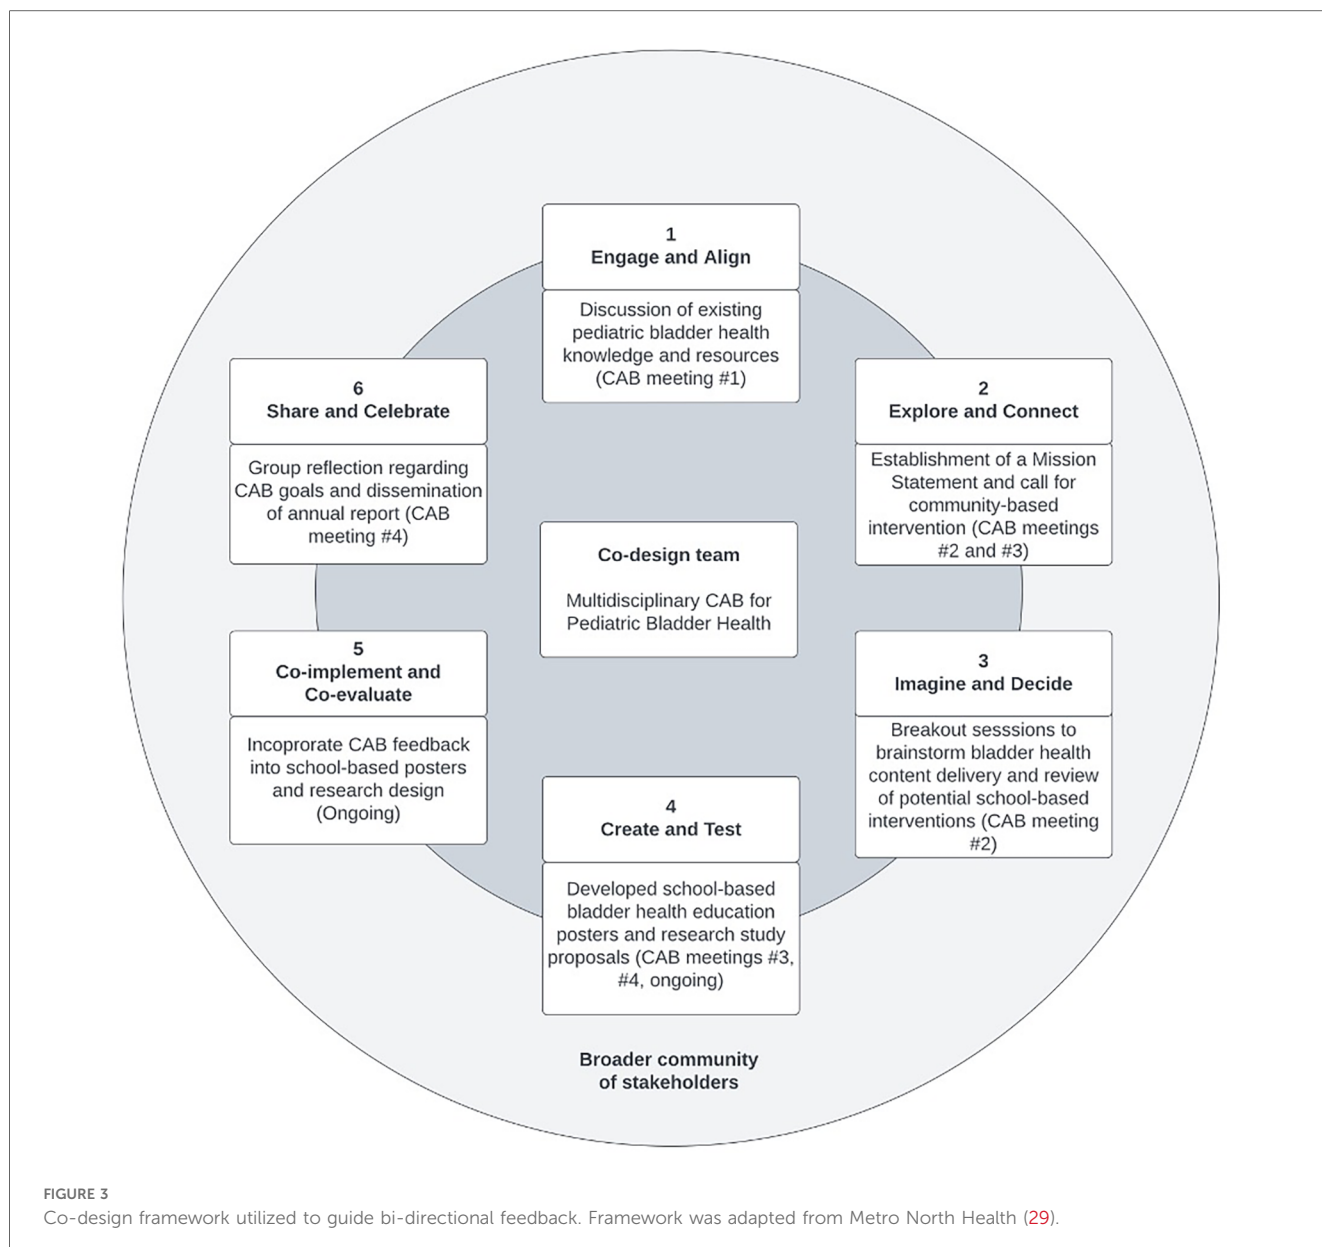 1
Engage and Align
Discussion of existing
pediatric bladder health
knowledge and resources
(CAB meeting #1)
2
Explore and Connect
Establishment of a Mission
Statement and call for
community-based
intervention (CAB meetings
#2 and #3)
3
Imagine and Decide
Breakout sesssions to
brainstorm bladder health
content delivery and review
of potential school-based
interventions (CAB meeting
#2)
4
Create and Test
Developed school-based
bladder health education
posters and research study
proposals (CAB meetings #3,
#4, ongoing)
5
Co-implement and
Co-evaluate
Incoprorate CAB feedback
into school-based posters
and research design
(Ongoing)
6
Share and Celebrate
Group reflection regarding
CAB goals and dissemination
of annual report (CAB
meeting #4)
Co-design team
Multidisciplinary CAB for
Pediatric Bladder Health
Broader community
of stakeholders
FIGURE 3
Co-design framework utilized to guide bi-directional feedback. Framework was adapted from Metro North Health (29).